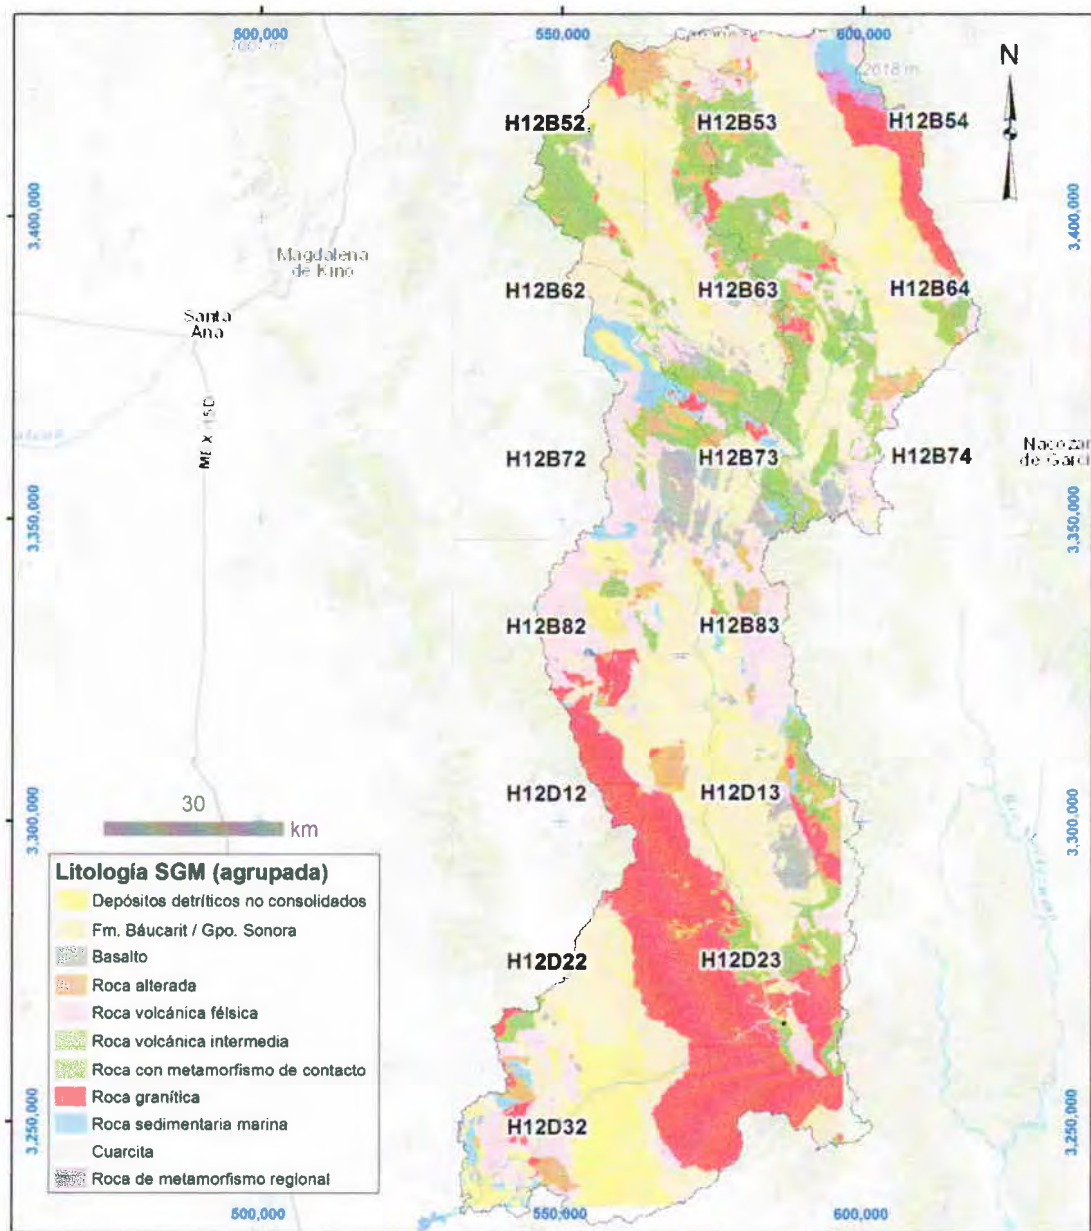 500,000 550,000 600,000
2618 m
N
H12B52 H12B53 H12B54
3,400,000 3,400,000
Magdalena
de Kino
H12B62 H12B63 H12B64
Santa
Ana
H12B72 H12B73 H12B74
3,350,000 3,350,000
H12B82 H12B83
H12D12 H12D13
30
km
3,300,000 3,300,000
Litología SGM (agrupada)
Depósitos detríticos no consolidados
Fm. Báucarit / Gpo. Sonora
Basalto
Roca alterada
Roca volcánica félsica
Roca volcánica intermedia
Roca con metamorfismo de contacto
Roca granítica
Roca sedimentaria marina
Cuarcita
Roca de metamorfismo regional
H12D22 H12D23
H12D32
3,250,000 3,250,000
500,000 550,000 600,000